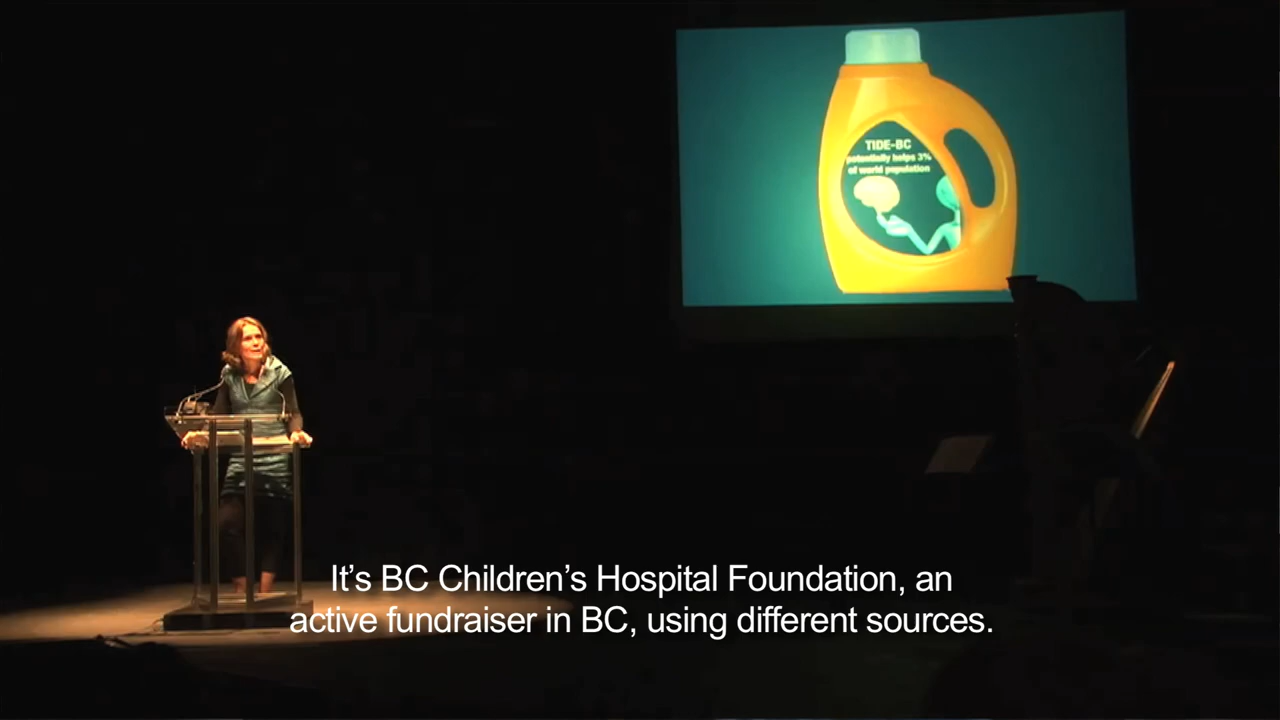 TIDE-BC
potentially helps 3%
of world population
It's BC Children's Hospital Foundation, an
active fundraiser in BC, using different sources.